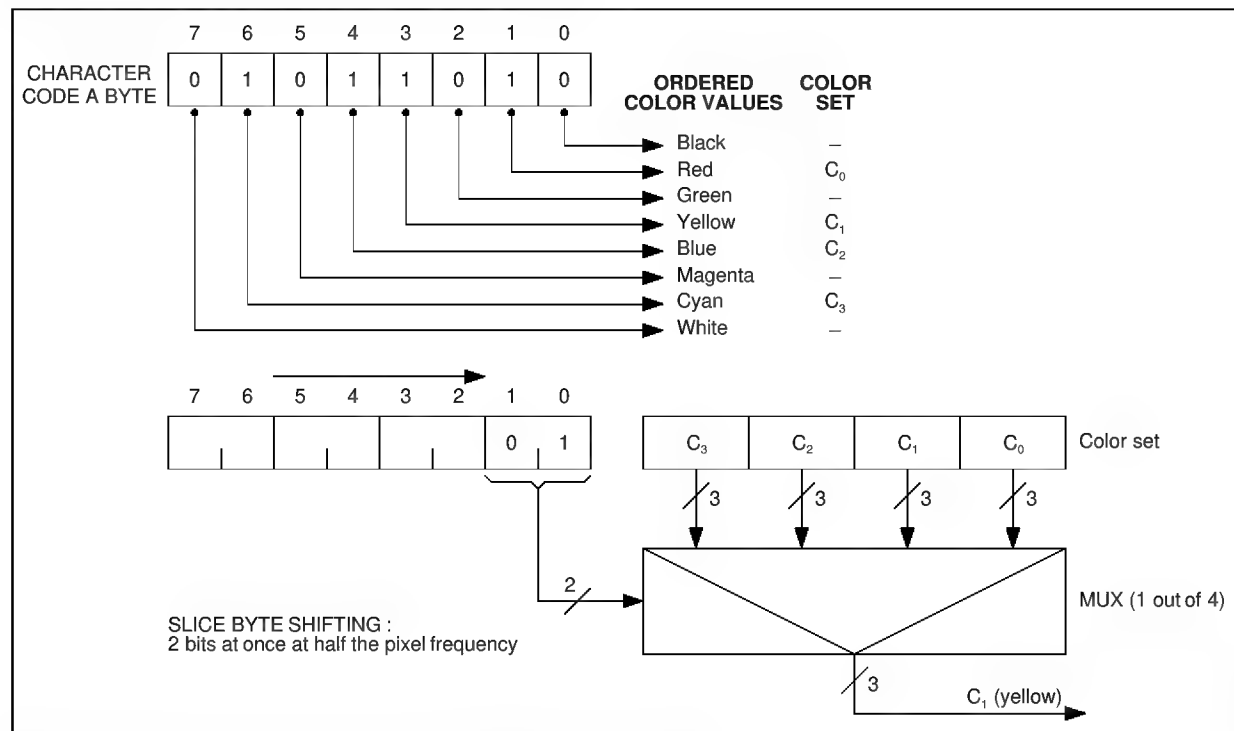 7 6 5 4 3 2 1 0
CHARACTER
CODE A BYTE
0 1 0 1 1 0 1 0
ORDERED
COLOR VALUES
COLOR
SET
Black –
Red C₀
Green –
Yellow C₁
Blue C₂
Magenta –
Cyan C₃
White –
7 6 5 4 3 2 1 0
0 1
C₃ C₂ C₁ C₀ Color set
3 3 3 3
2
MUX (1 out of 4)
SLICE BYTE SHIFTING :
2 bits at once at half the pixel frequency
3
C₁ (yellow)